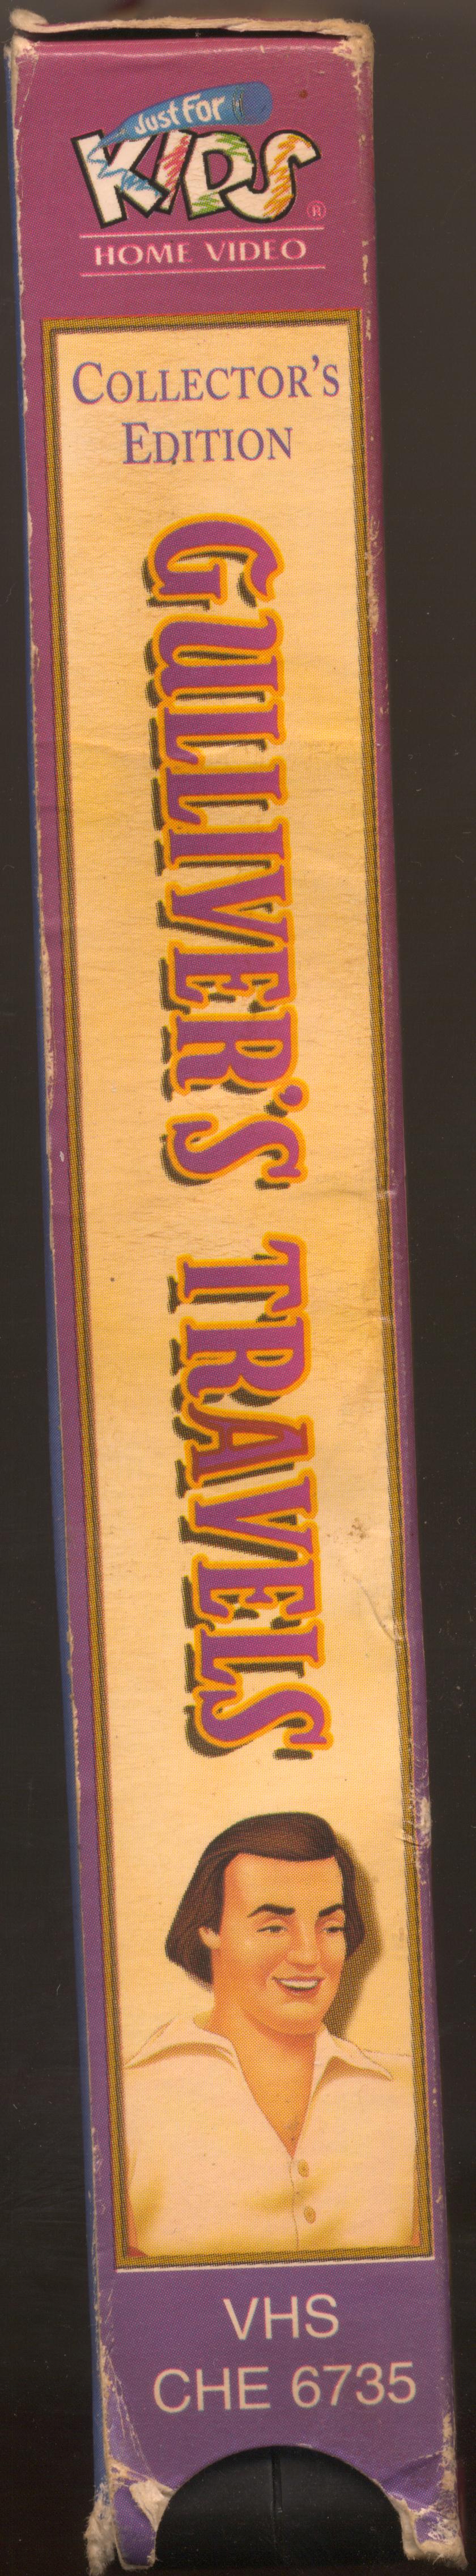 Just For
KIDS ®
HOME VIDEO
COLLECTOR'S
EDITION
GULLIVER'S TRAVELS
VHS
CHE 6735